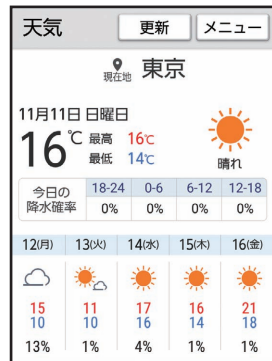 天気 更新 メニュー
現在地 東京
11月11日 日曜日
16℃ 最高 16℃
最低 14℃
晴れ
今日の降水確率 18-24 0-6 6-12 12-18
0% 0% 0% 0%
12(月) 13(火) 14(水) 15(木) 16(金)
15 11 17 16 21
10 10 16 14 18
13% 1% 4% 1% 1%